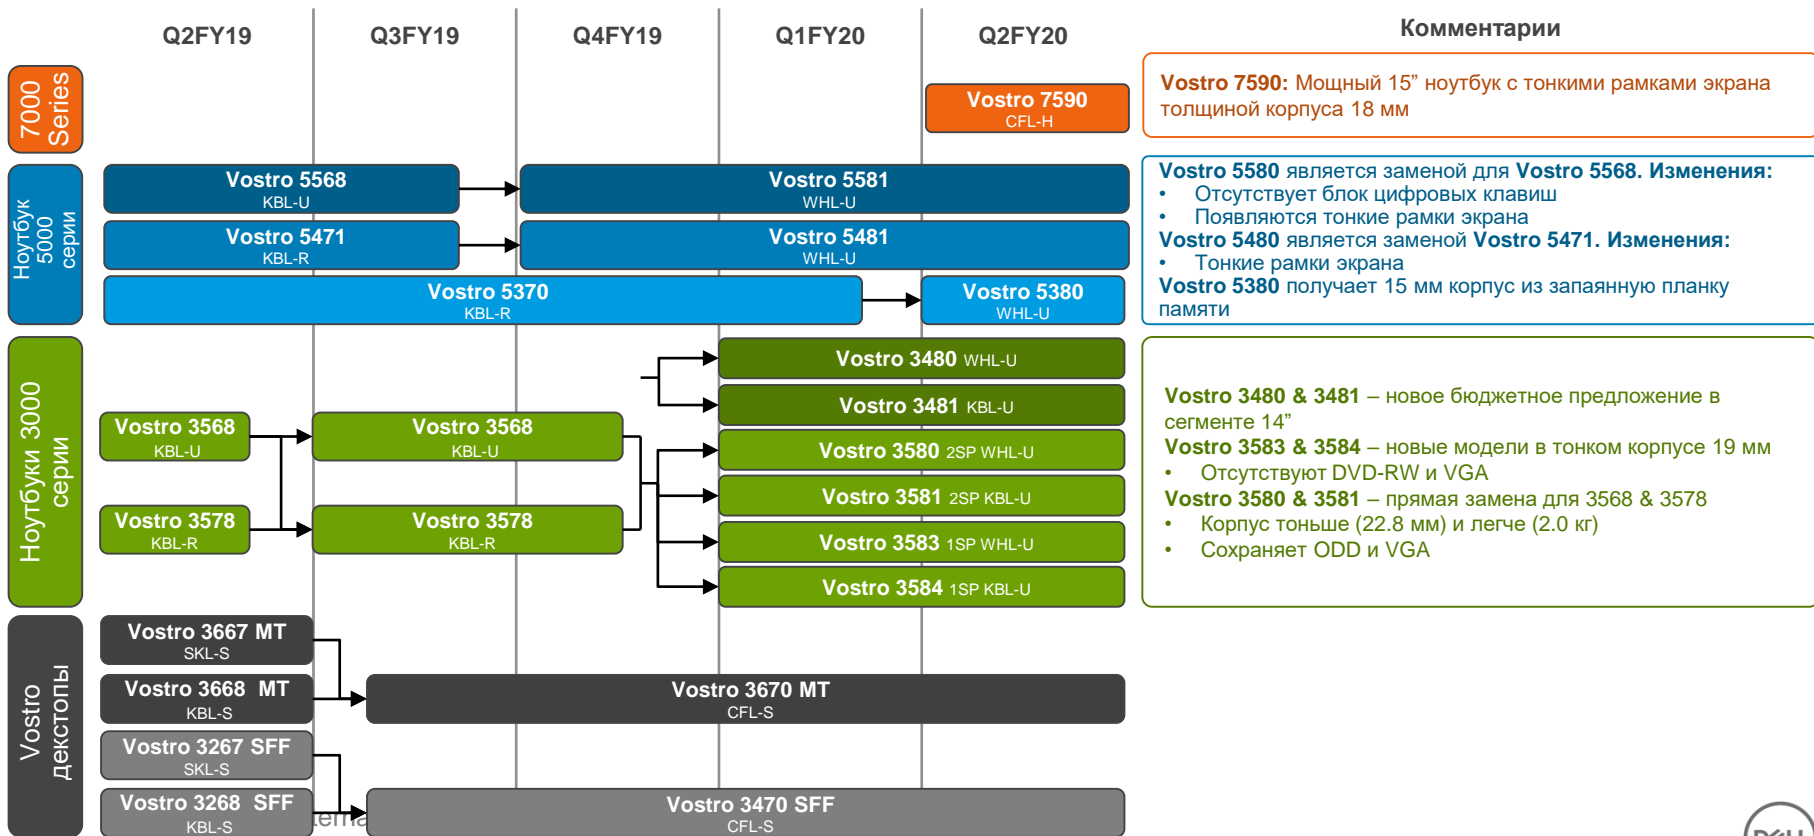 Q2FY19
Q3FY19
Q4FY19
Q1FY20
Q2FY20
Комментарии
7000
Series
Vostro 7590
CFL-H
Vostro 7590: Мощный 15” ноутбук с тонкими рамками экрана
толщиной корпуса 18 мм
Ноутбук
5000
серии
Vostro 5568
KBL-U
Vostro 5581
WHL-U
Vostro 5471
KBL-R
Vostro 5481
WHL-U
Vostro 5370
KBL-R
Vostro 5380
WHL-U
Vostro 5580 является заменой для Vostro 5568. Изменения:
• Отсутствует блок цифровых клавиш
• Появляются тонкие рамки экрана
Vostro 5480 является заменой Vostro 5471. Изменения:
• Тонкие рамки экрана
Vostro 5380 получает 15 мм корпус из запаянную планку
памяти
Ноутбуки 3000
серии
Vostro 3568
KBL-U
Vostro 3578
KBL-R
Vostro 3568
KBL-U
Vostro 3578
KBL-R
Vostro 3480 WHL-U
Vostro 3481 KBL-U
Vostro 3580 2SP WHL-U
Vostro 3581 2SP KBL-U
Vostro 3583 1SP WHL-U
Vostro 3584 1SP KBL-U
Vostro 3480 & 3481 – новое бюджетное предложение в
сегменте 14”
Vostro 3583 & 3584 – новые модели в тонком корпусе 19 мм
• Отсутствуют DVD-RW и VGA
Vostro 3580 & 3581 – прямая замена для 3568 & 3578
• Корпус тоньше (22.8 мм) и легче (2.0 кг)
• Сохраняет ODD и VGA
Vostro
декстопы
Vostro 3667 MT
SKL-S
Vostro 3668 MT
KBL-S
Vostro 3670 MT
CFL-S
Vostro 3267 SFF
SKL-S
Vostro 3268 SFF
KBL-S
Vostro 3470 SFF
CFL-S